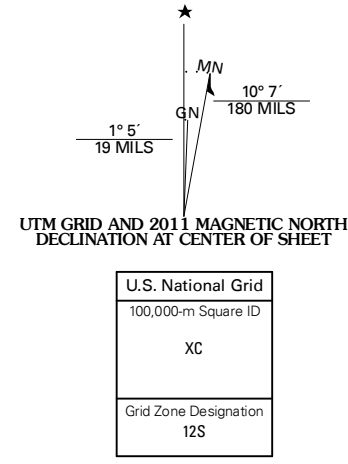 ★
MN
GN
10° 7´
180 MILS
1° 5´
19 MILS
UTM GRID AND 2011 MAGNETIC NORTH
DECLINATION AT CENTER OF SHEET
U.S. National Grid
100,000-m Square ID
XC
Grid Zone Designation
12S